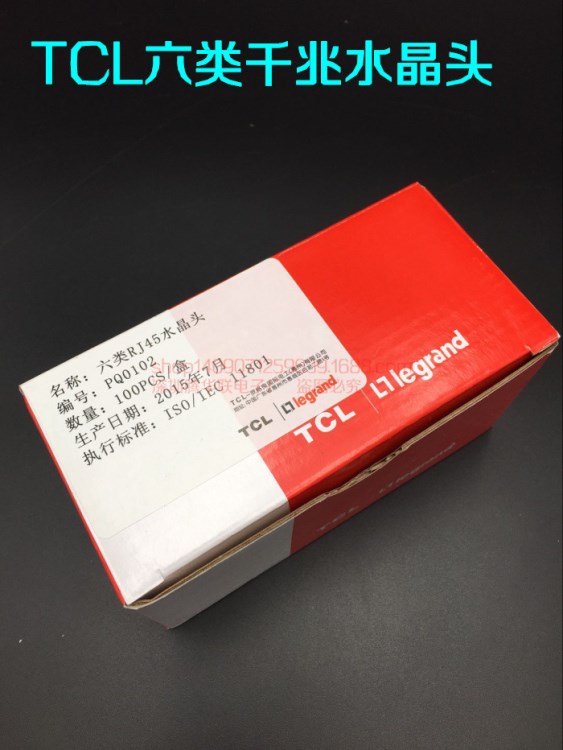 TCL六类千兆水晶头
名称: 六类RJ45水晶头
编号: PQ0102
数量: 100PCS/盒
生产日期: 2015年7月
执行标准: ISO/IEC 11801
TCL legrand
TCL legrand